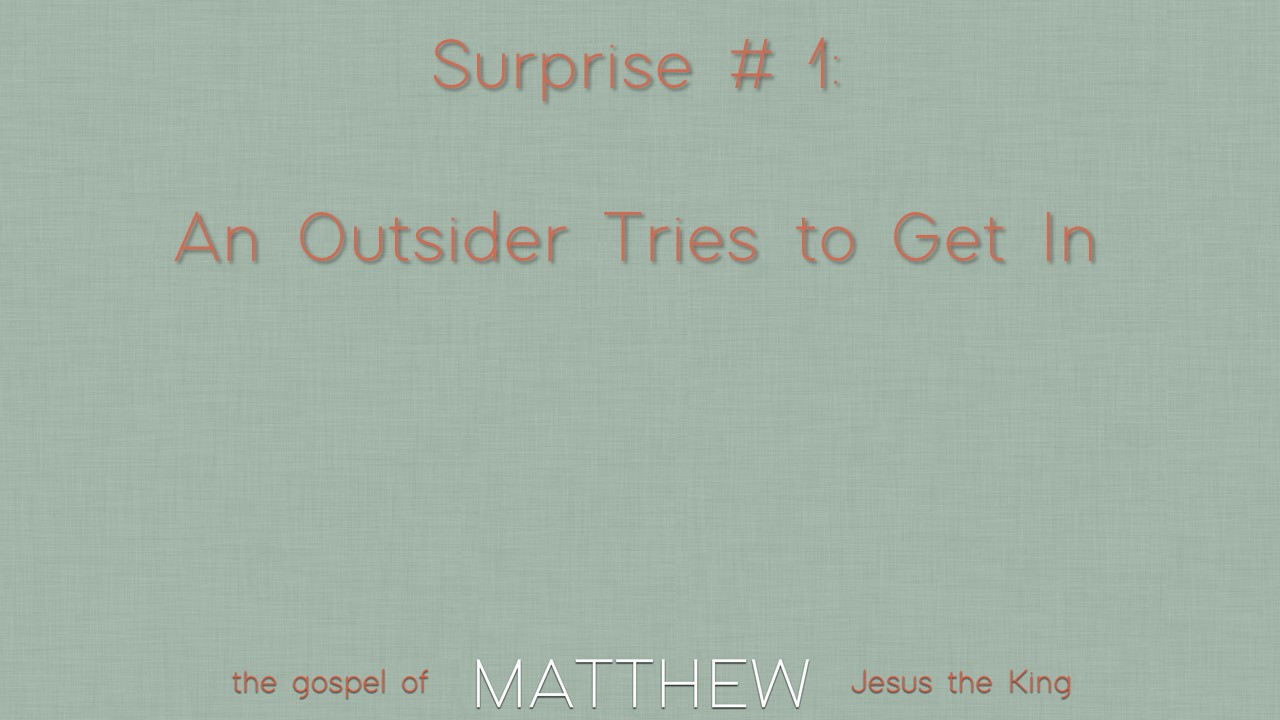 Surprise # 1:
An Outsider Tries to Get In
the gospel of MATTHEW Jesus the King